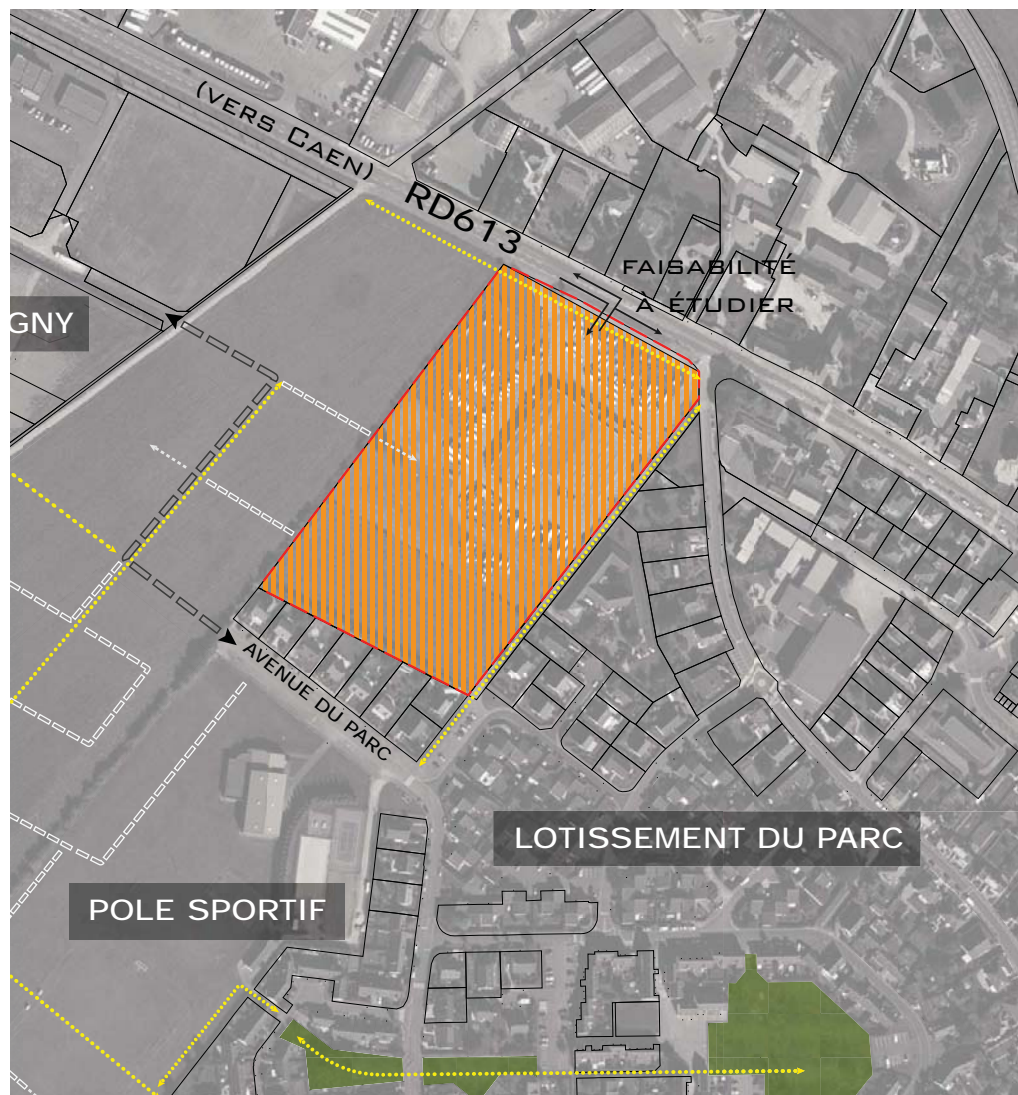 (VERS CAEN)
RD613
FAISABILITÉ
À ÉTUDIER
GNY
AVENUE DU PARC
LOTISSEMENT DU PARC
POLE SPORTIF